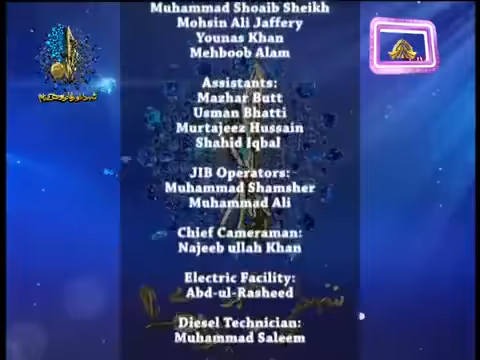 Muhammad Shoaib Sheikh
Mohsin Ali Jaffery
Younas Khan
Mehboob Alam
Assistants:
Mazhar Butt
Usman Bhatti
Murtajeez Hussain
Shahid Iqbal
JIB Operators:
Muhammad Shamsher
Muhammad Ali
Chief Cameraman:
Najeeb ullah Khan
Electric Facility:
Abd-ul-Rasheed
Diesel Technician:
Muhammad Saleem